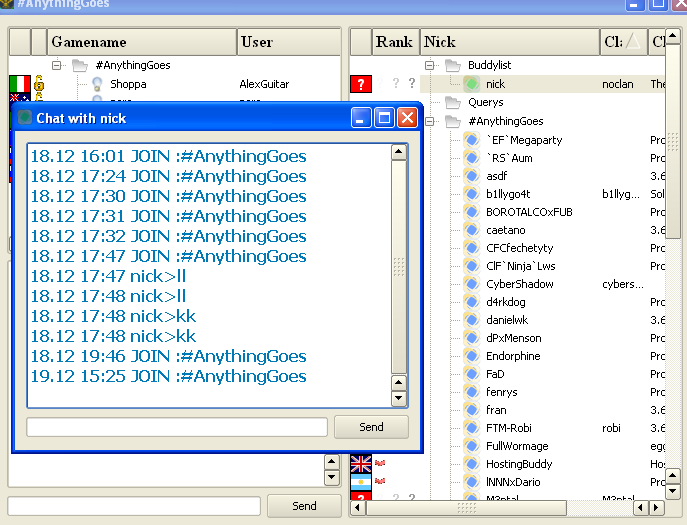 #AnythingGoes
Gamename User
#AnythingGoes
Shoppa AlexGuitar
Chat with nick
18.12 16:01 JOIN :#AnythingGoes
18.12 17:24 JOIN :#AnythingGoes
18.12 17:30 JOIN :#AnythingGoes
18.12 17:31 JOIN :#AnythingGoes
18.12 17:32 JOIN :#AnythingGoes
18.12 17:47 JOIN :#AnythingGoes
18.12 17:47 nick>ll
18.12 17:48 nick>ll
18.12 17:48 nick>kk
18.12 17:48 nick>kk
18.12 19:46 JOIN :#AnythingGoes
19.12 15:25 JOIN :#AnythingGoes
Send
Send
Rank Nick Cl
Buddylist
? ? ? nick noclan The
Querys
#AnythingGoes
`EF`Megaparty Pro
`RS`Aum Pro
asdf 3.6
b1llygo4t b1llyg... Sol
BOROTALCOxFUB Pro
caetano 3.6
CFCfechetyty Pro
ClF`Ninja`Lws Pro
CyberShadow cybers...
d4rkdog Pro
danielwk 3.6
dPxMenson Pro
Endorphine Pro
FaD Pro
fenrys Pro
fran 3.6
FTM-Robi robi 3.6
FullWormage egg
HostingBuddy Hos
lNNNxDario Pro